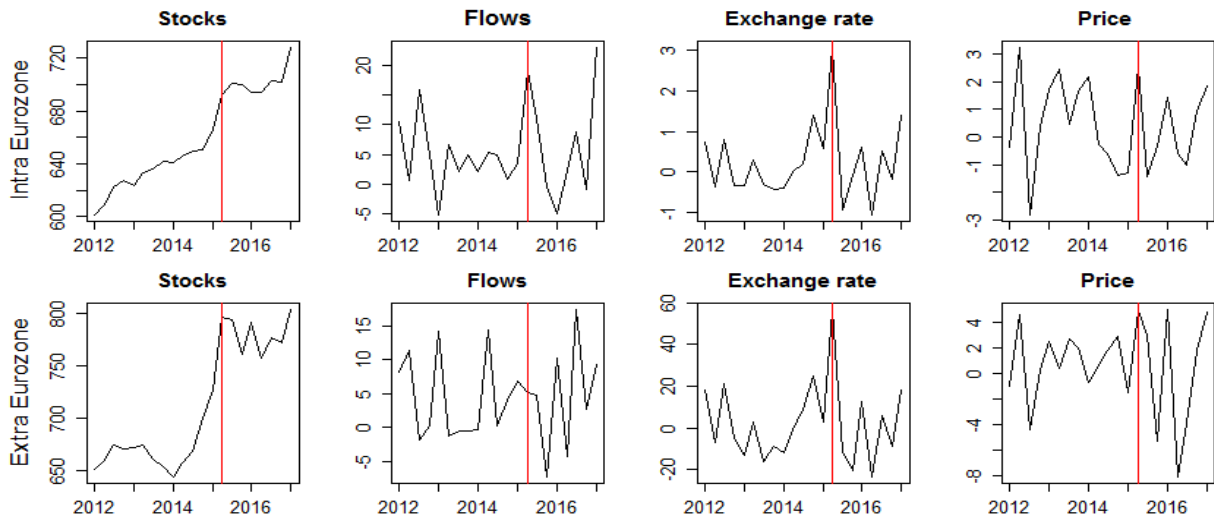 Stocks Flows Exchange rate Price
Intra Eurozone
600 640 680 720
-5 0 5 10 15 20
-1 0 1 2 3
-3 -1 0 1 2 3
2012 2014 2016 2012 2014 2016 2012 2014 2016 2012 2014 2016
Stocks Flows Exchange rate Price
Extra Eurozone
650 700 750 800
-5 0 5 10 15
-20 0 20 40 60
-8 -4 0 2 4
2012 2014 2016 2012 2014 2016 2012 2014 2016 2012 2014 2016